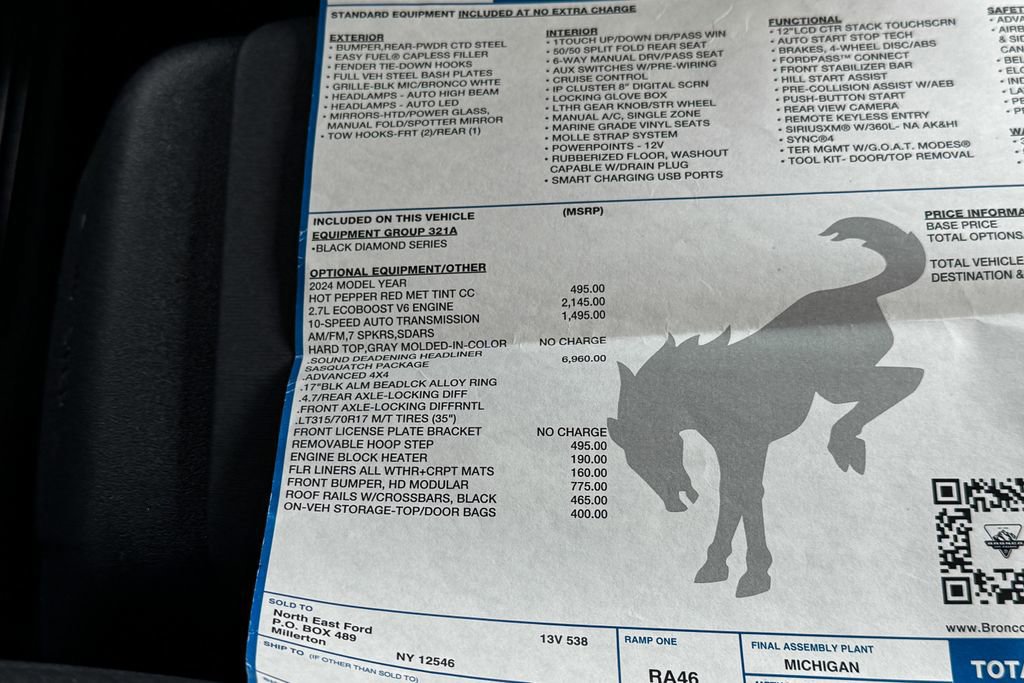 STANDARD EQUIPMENT INCLUDED AT NO EXTRA CHARGE
EXTERIOR
• BUMPER,REAR-PWDR CTD STEEL
• EASY FUEL® CAPLESS FILLER
• FENDER TIE-DOWN HOOKS
• FULL VEH STEEL BASH PLATES
• GRILLE-BLK MIC/BRONCO WHTE
• HEADLAMPS - AUTO HIGH BEAM
• HEADLAMPS - AUTO LED
• MIRRORS-HTD/POWER GLASS,
MANUAL FOLD/SPOTTER MIRROR
• TOW HOOKS-FRT (2)/REAR (1)
INTERIOR
• 1TOUCH UP/DOWN DR/PASS WIN
• 50/50 SPLIT FOLD REAR SEAT
• 6-WAY MANUAL DRV/PASS SEAT
• AUX SWITCHES W/PRE-WIRING
• CRUISE CONTROL
• IP CLUSTER 8" DIGITAL SCRN
• LOCKING GLOVE BOX
• LTHR GEAR KNOB/STR WHEEL
• MANUAL A/C, SINGLE ZONE
• MARINE GRADE VINYL SEATS
• MOLLE STRAP SYSTEM
• POWERPOINTS - 12V
• RUBBERIZED FLOOR, WASHOUT
CAPABLE W/DRAIN PLUG
• SMART CHARGING USB PORTS
FUNCTIONAL
• 12"LCD CTR STACK TOUCHSCRN
• AUTO START STOP TECH
• BRAKES, 4-WHEEL DISC/ABS
• FORDPASS™ CONNECT
• FRONT STABILIZER BAR
• HILL START ASSIST
• PRE-COLLISION ASSIST W/AEB
• PUSH-BUTTON START
• REAR VIEW CAMERA
• REMOTE KEYLESS ENTRY
• SIRIUSXM® W/360L- NA AK&HI
• SYNC®4
• TER MGMT W/G.O.A.T. MODES®
• TOOL KIT- DOOR/TOP REMOVAL
INCLUDED ON THIS VEHICLE (MSRP)
EQUIPMENT GROUP 321A
•BLACK DIAMOND SERIES
OPTIONAL EQUIPMENT/OTHER
2024 MODEL YEAR
HOT PEPPER RED MET TINT CC 495.00
2.7L ECOBOOST V6 ENGINE 2,145.00
10-SPEED AUTO TRANSMISSION 1,495.00
AM/FM,7 SPKRS,SDARS
HARD TOP,GRAY MOLDED-IN-COLOR NO CHARGE
.SOUND DEADENING HEADLINER
SASQUATCH PACKAGE 6,960.00
.ADVANCED 4X4
.17"BLK ALM BEADLCK ALLOY RING
.4.7/REAR AXLE-LOCKING DIFF
.FRONT AXLE-LOCKING DIFFRNTL
.LT315/70R17 M/T TIRES (35")
FRONT LICENSE PLATE BRACKET NO CHARGE
REMOVABLE HOOP STEP 495.00
ENGINE BLOCK HEATER 190.00
FLR LINERS ALL WTHR+CRPT MATS 160.00
FRONT BUMPER, HD MODULAR 775.00
ROOF RAILS W/CROSSBARS, BLACK 465.00
ON-VEH STORAGE-TOP/DOOR BAGS 400.00
PRICE INFORMA
BASE PRICE
TOTAL OPTIONS
TOTAL VEHICLE
DESTINATION &
www.Bronc
SOLD TO
North East Ford
P.O. BOX 489
Millerton
NY 12546
13V 538
SHIP TO (IF OTHER THAN SOLD TO)
RAMP ONE
RA46
FINAL ASSEMBLY PLANT
MICHIGAN
TOTA